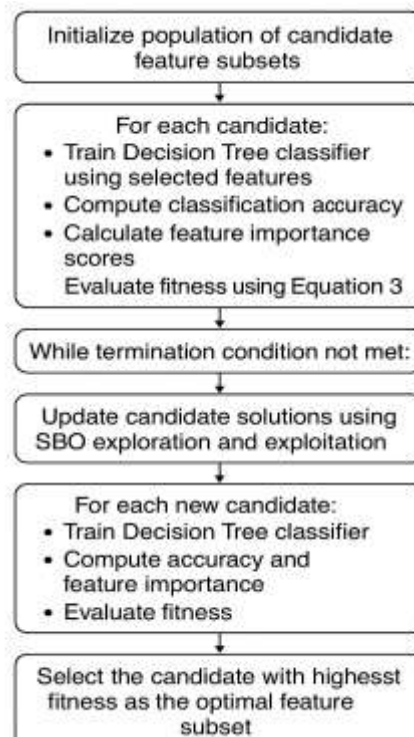 Initialize population of candidate
feature subsets
For each candidate:
• Train Decision Tree classifier
using selected features
• Compute classification accuracy
• Calculate feature importance
scores
Evaluate fitness using Equation 3
While termination condition not met:
Update candidate solutions using
SBO exploration and exploitation
For each new candidate:
• Train Decision Tree classifier
• Compute accuracy and
feature importance
• Evaluate fitness
Select the candidate with highesst
fitness as the optimal feature
subset